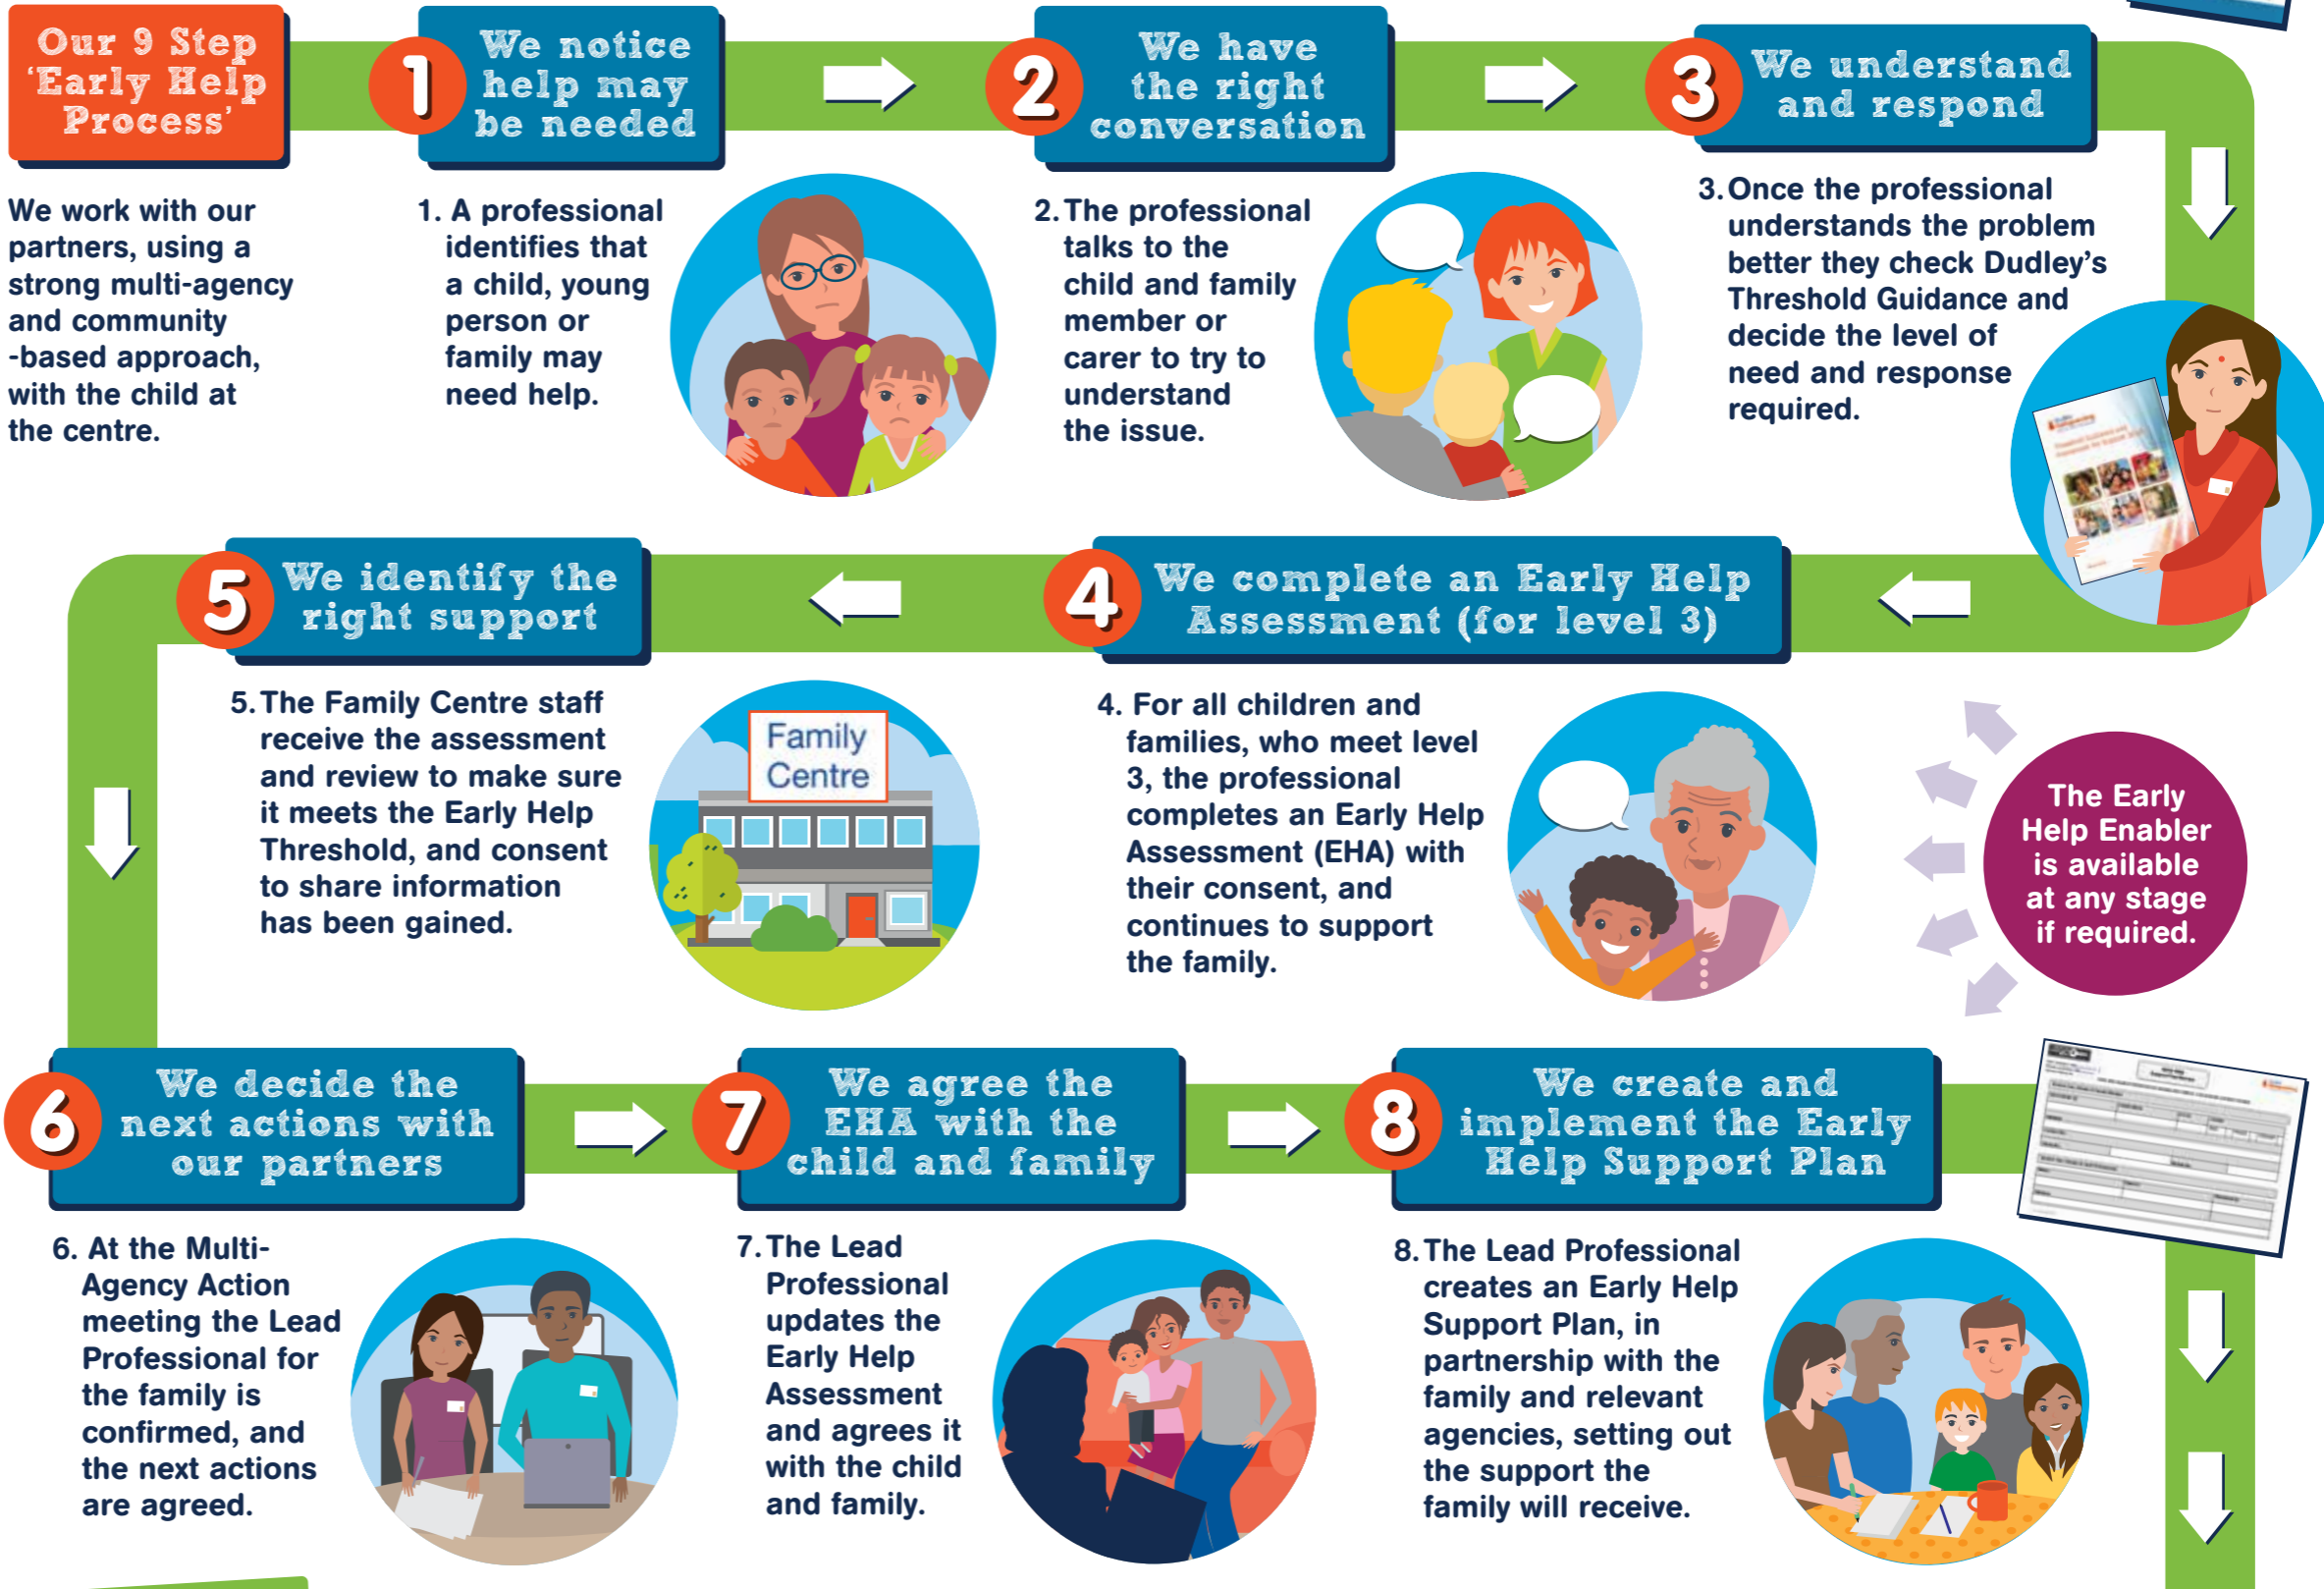 Our 9 Step
‘Early Help
Process’
We work with our
partners, using a
strong multi-agency
and community
-based approach,
with the child at
the centre.
1
We notice
help may
be needed
1. A professional
identifies that
a child, young
person or
family may
need help.
2
We have
the right
conversation
2. The professional
talks to the
child and family
member or
carer to try to
understand
the issue.
3
We understand
and respond
3. Once the professional
understands the problem
better they check Dudley’s
Threshold Guidance and
decide the level of
need and response
required.
4
We complete an Early Help
Assessment (for level 3)
4. For all children and
families, who meet level
3, the professional
completes an Early Help
Assessment (EHA) with
their consent, and
continues to support
the family.
The Early
Help Enabler
is available
at any stage
if required.
5
We identify the
right support
5. The Family Centre staff
receive the assessment
and review to make sure
it meets the Early Help
Threshold, and consent
to share information
has been gained.
Family
Centre
6
We decide the
next actions with
our partners
6. At the Multi-
Agency Action
meeting the Lead
Professional for
the family is
confirmed, and
the next actions
are agreed.
7
We agree the
EHA with the
child and family
7. The Lead
Professional
updates the
Early Help
Assessment
and agrees it
with the child
and family.
8
We create and
implement the Early
Help Support Plan
8. The Lead Professional
creates an Early Help
Support Plan, in
partnership with the
family and relevant
agencies, setting out
the support the
family will receive.